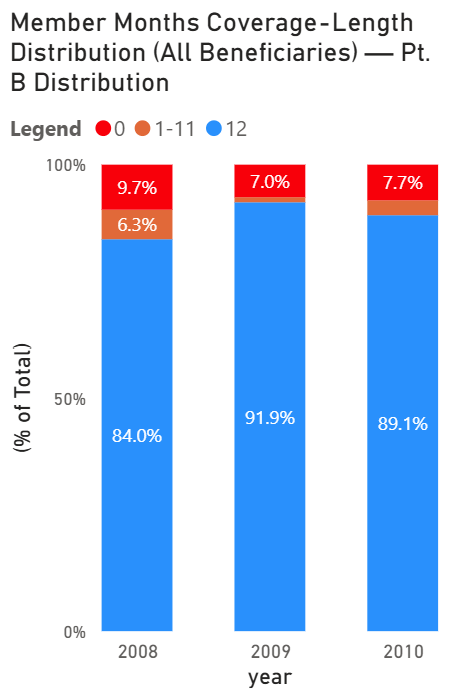 Member Months Coverage-Length
Distribution (All Beneficiaries) — Pt.
B Distribution
Legend 0 1-11 12
100%
9.7% 7.0% 7.7%
6.3%
(% of Total)
50%
84.0% 91.9% 89.1%
0%
2008 2009 2010
year